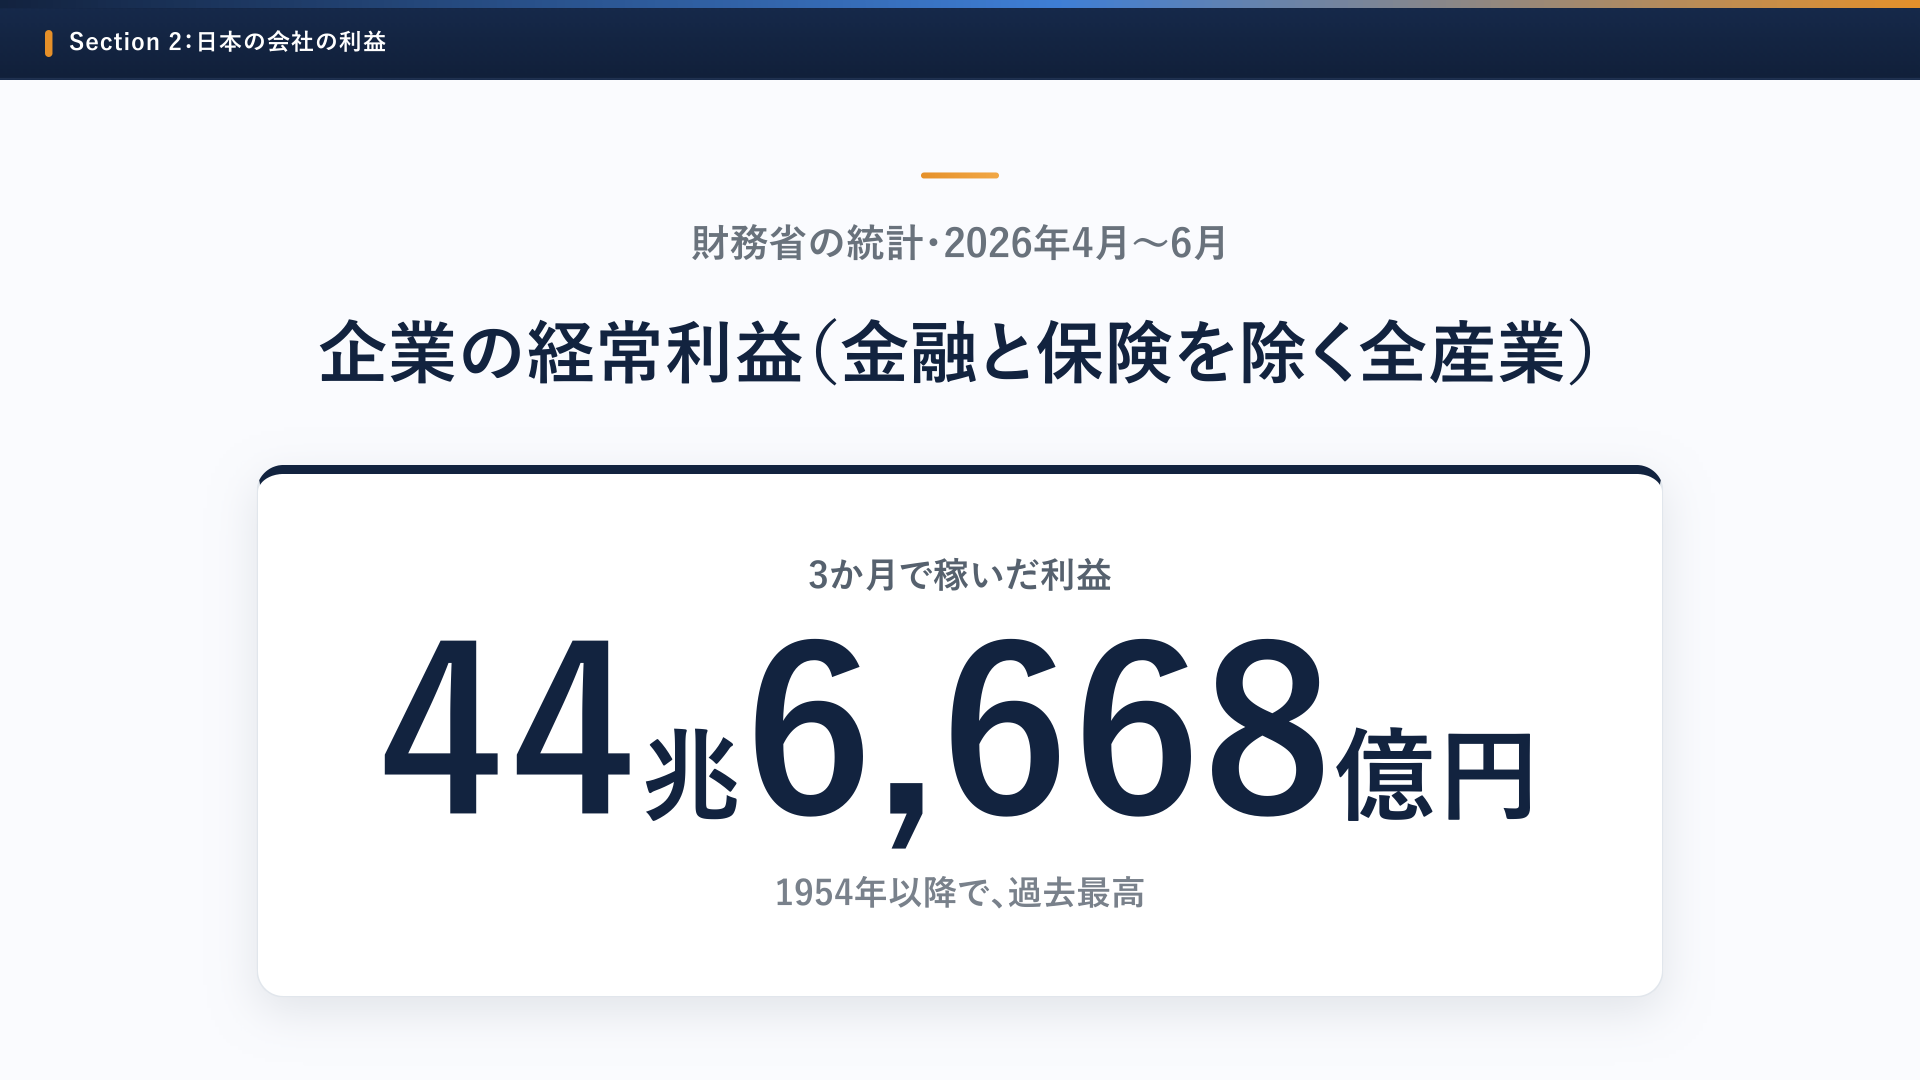 Section 2：日本の会社の利益
財務省の統計・2026年4月〜6月
企業の経常利益（金融と保険を除く全産業）
3か月で稼いだ利益
44兆6,668億円
1954年以降で、過去最高